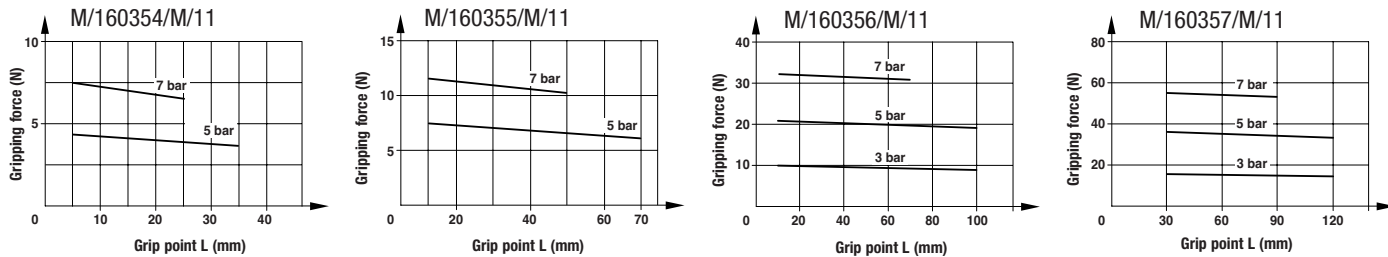 M/160354/M/11
Gripping force (N)
10
5
0
7 bar
5 bar
10 20 30 40
Grip point L (mm)
M/160355/M/11
Gripping force (N)
15
10
5
0
7 bar
5 bar
20 40 60 70
Grip point L (mm)
M/160356/M/11
Gripping force (N)
40
30
20
10
0
7 bar
5 bar
3 bar
20 40 60 80 100
Grip point L (mm)
M/160357/M/11
Gripping force (N)
80
60
40
20
0
7 bar
5 bar
3 bar
30 60 90 120
Grip point L (mm)